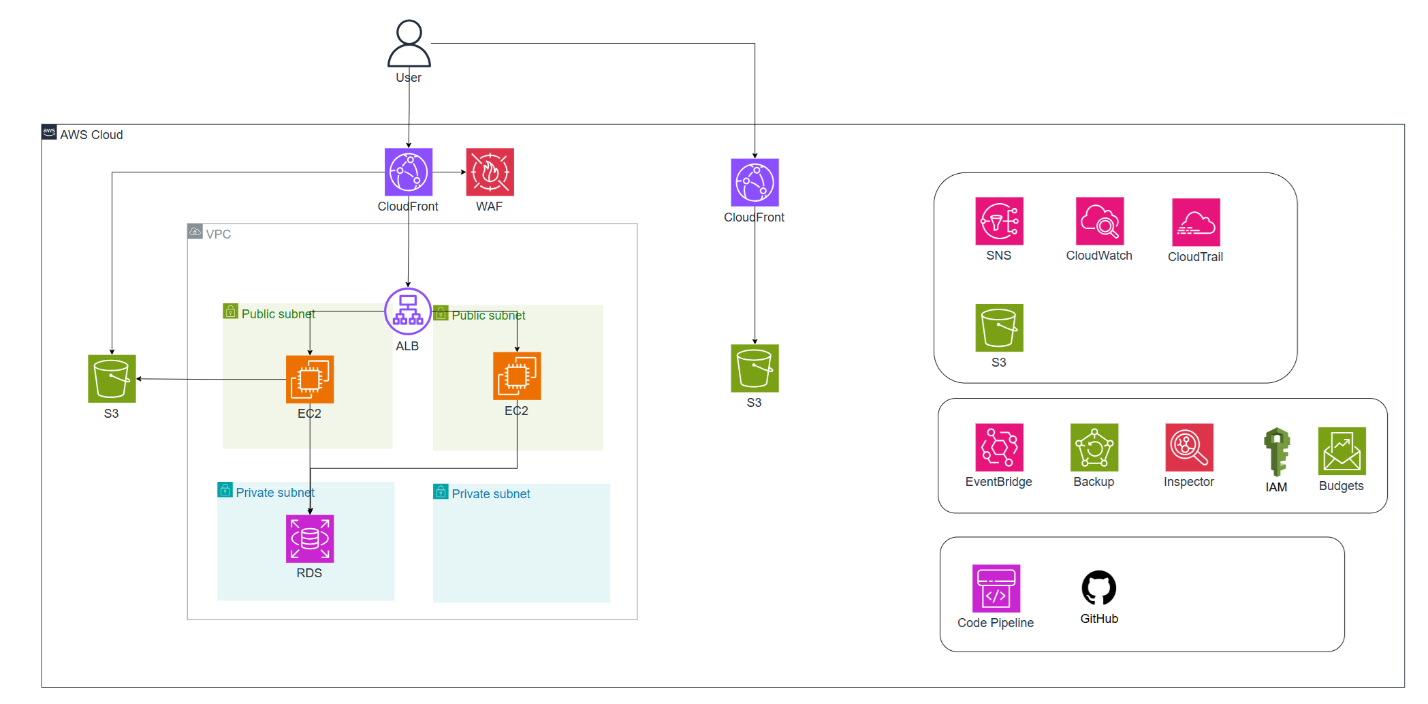 User
aws
AWS Cloud
CloudFront
WAF
CloudFront
VPC
SNS
CloudWatch
CloudTrail
Public subnet
Public subnet
ALB
S3
EC2
EC2
S3
S3
EventBridge
Backup
Inspector
IAM
Budgets
Private subnet
Private subnet
RDS
</>
Code Pipeline
GitHub